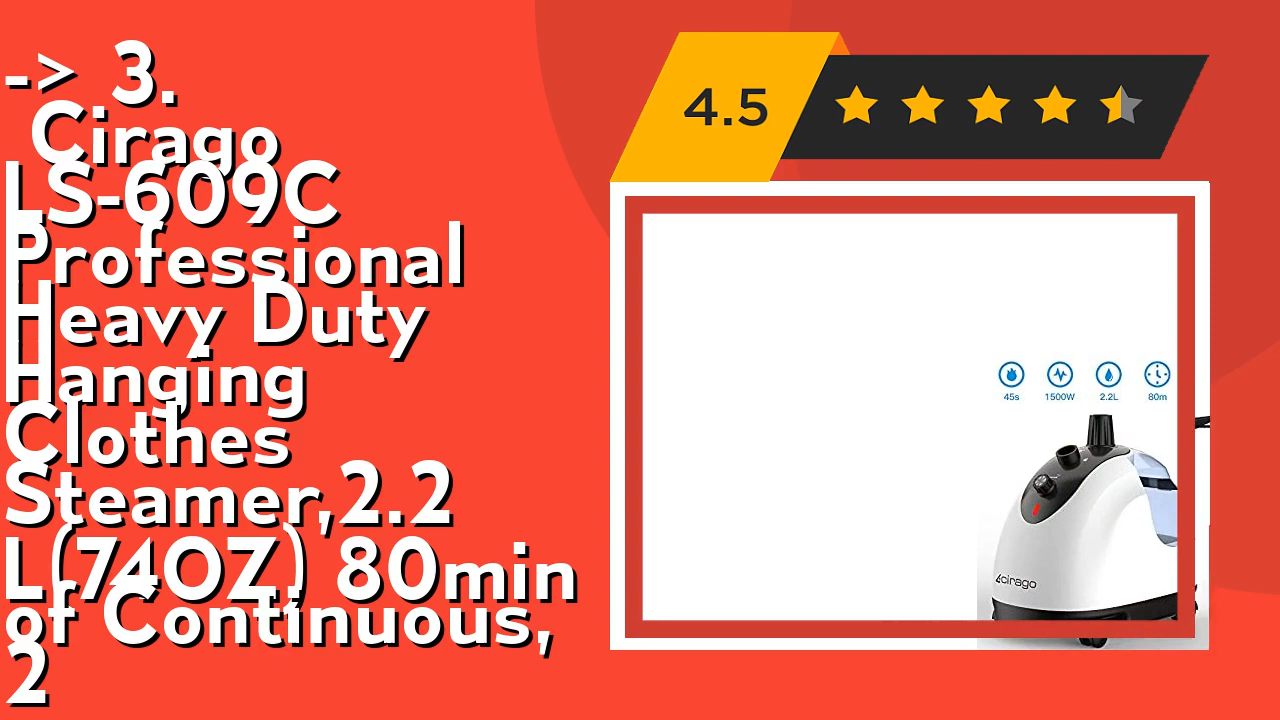 -> 3.
Cirago
LS-609C
Professional
Heavy Duty
Hanging
Clothes
Steamer,2.2
L(74OZ) 80min
of Continuous,
2
4.5
45s 1500W 2.2L 80m
cirago